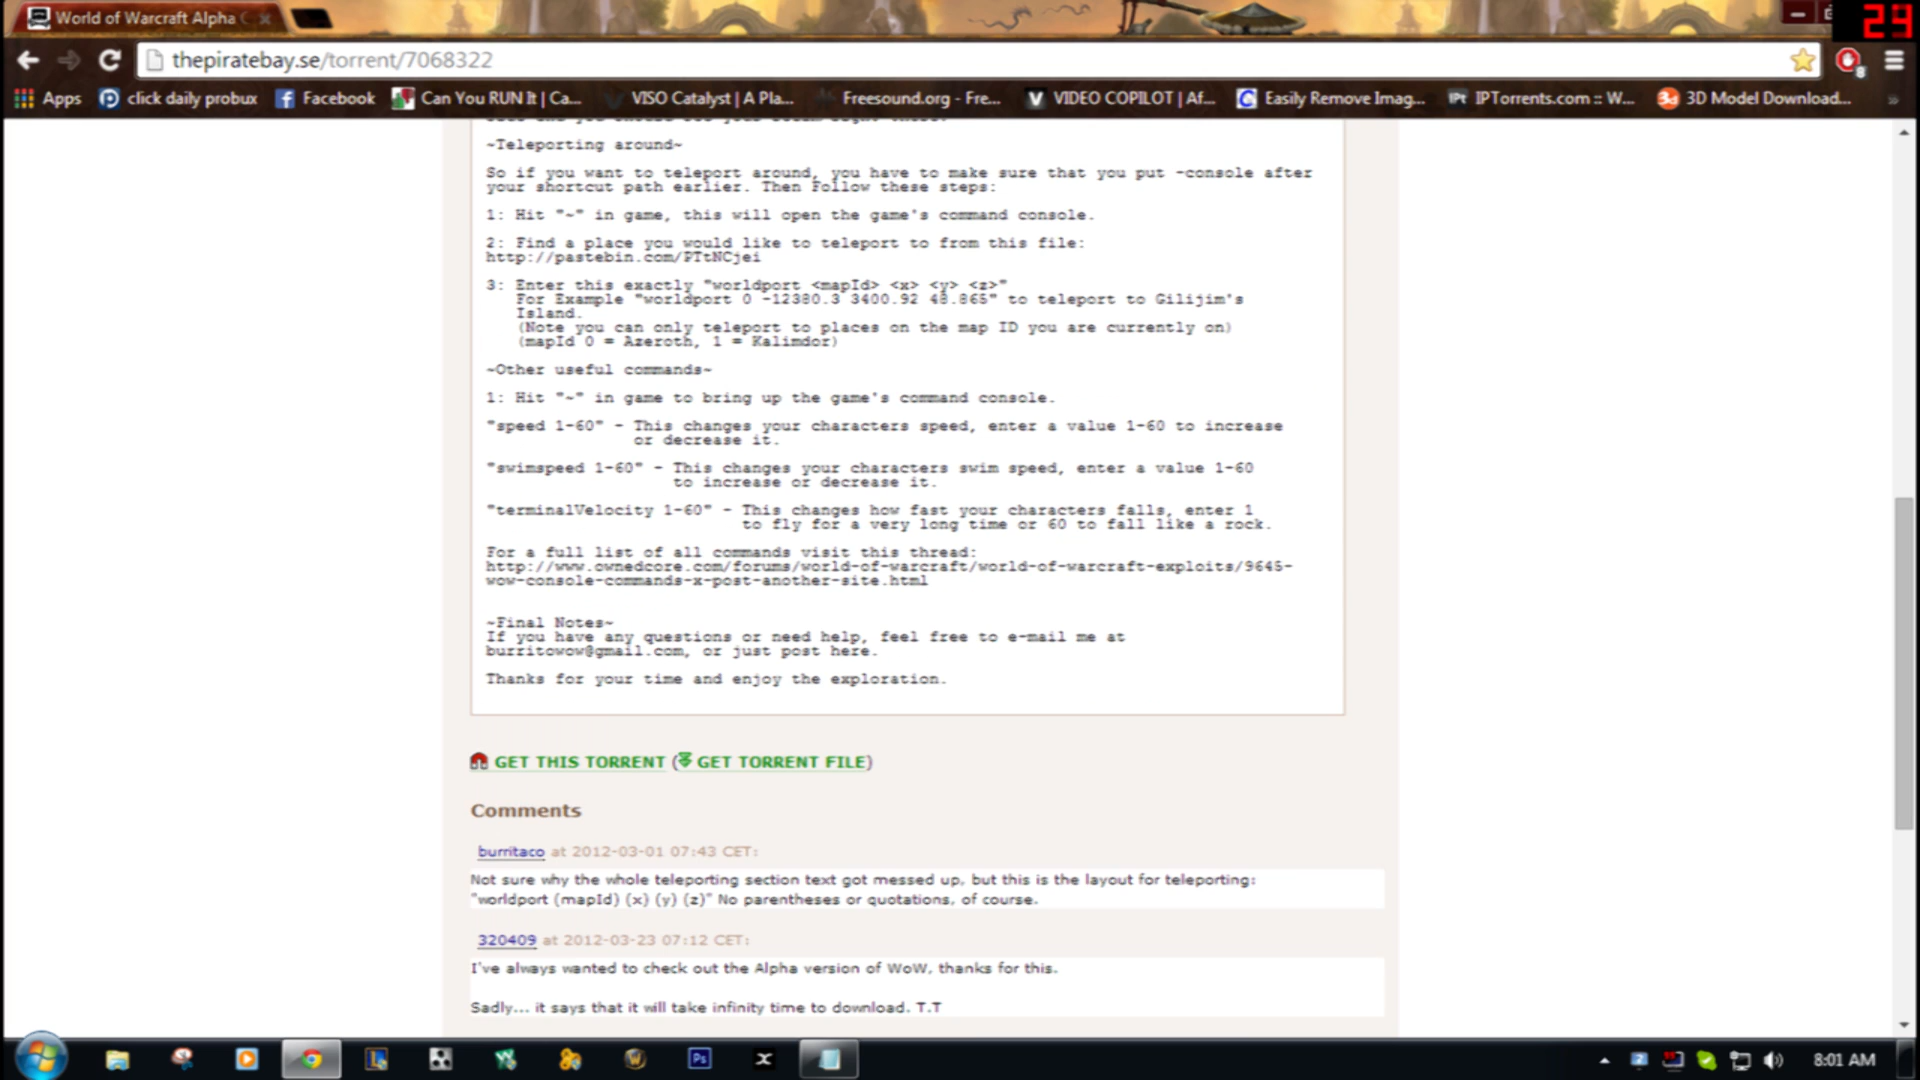 World of Warcraft Alpha C
29
thepiratebay.se/torrent/7068322
8
Apps
click daily probux
Facebook
Can You RUN It | Ca...
VISO Catalyst | A Pla...
Freesound.org - Fre...
VIDEO COPILOT | Af...
Easily Remove Imag...
IPTorrents.com :: W...
3D Model Download...
~Teleporting around~
So if you want to teleport around, you have to make sure that you put -console after
your shortcut path earlier. Then Follow these steps:
1: Hit "~" in game, this will open the game's command console.
2: Find a place you would like to teleport to from this file:
http://pastebin.com/PTtNCjei
3: Enter this exactly "worldport <mapId> <x> <y> <z>"
For Example "worldport 0 -12380.3 3400.92 48.865" to teleport to Gilijim's
Island.
(Note you can only teleport to places on the map ID you are currently on)
(mapId 0 = Azeroth, 1 = Kalimdor)
~Other useful commands~
1: Hit "~" in game to bring up the game's command console.
"speed 1-60" - This changes your characters speed, enter a value 1-60 to increase
or decrease it.
"swimspeed 1-60" - This changes your characters swim speed, enter a value 1-60
to increase or decrease it.
"terminalVelocity 1-60" - This changes how fast your characters falls, enter 1
to fly for a very long time or 60 to fall like a rock.
For a full list of all commands visit this thread:
http://www.ownedcore.com/forums/world-of-warcraft/world-of-warcraft-exploits/9645-
wow-console-commands-x-post-another-site.html
~Final Notes~
If you have any questions or need help, feel free to e-mail me at
burritowow@gmail.com, or just post here.
Thanks for your time and enjoy the exploration.
GET THIS TORRENT (GET TORRENT FILE)
Comments
burritaco at 2012-03-01 07:43 CET:
Not sure why the whole teleporting section text got messed up, but this is the layout for teleporting:
"worldport (mapId) (x) (y) (z)" No parentheses or quotations, of course.
320409 at 2012-03-23 07:12 CET:
I've always wanted to check out the Alpha version of WoW, thanks for this.
Sadly... it says that it will take infinity time to download. T.T
Ps
8:01 AM